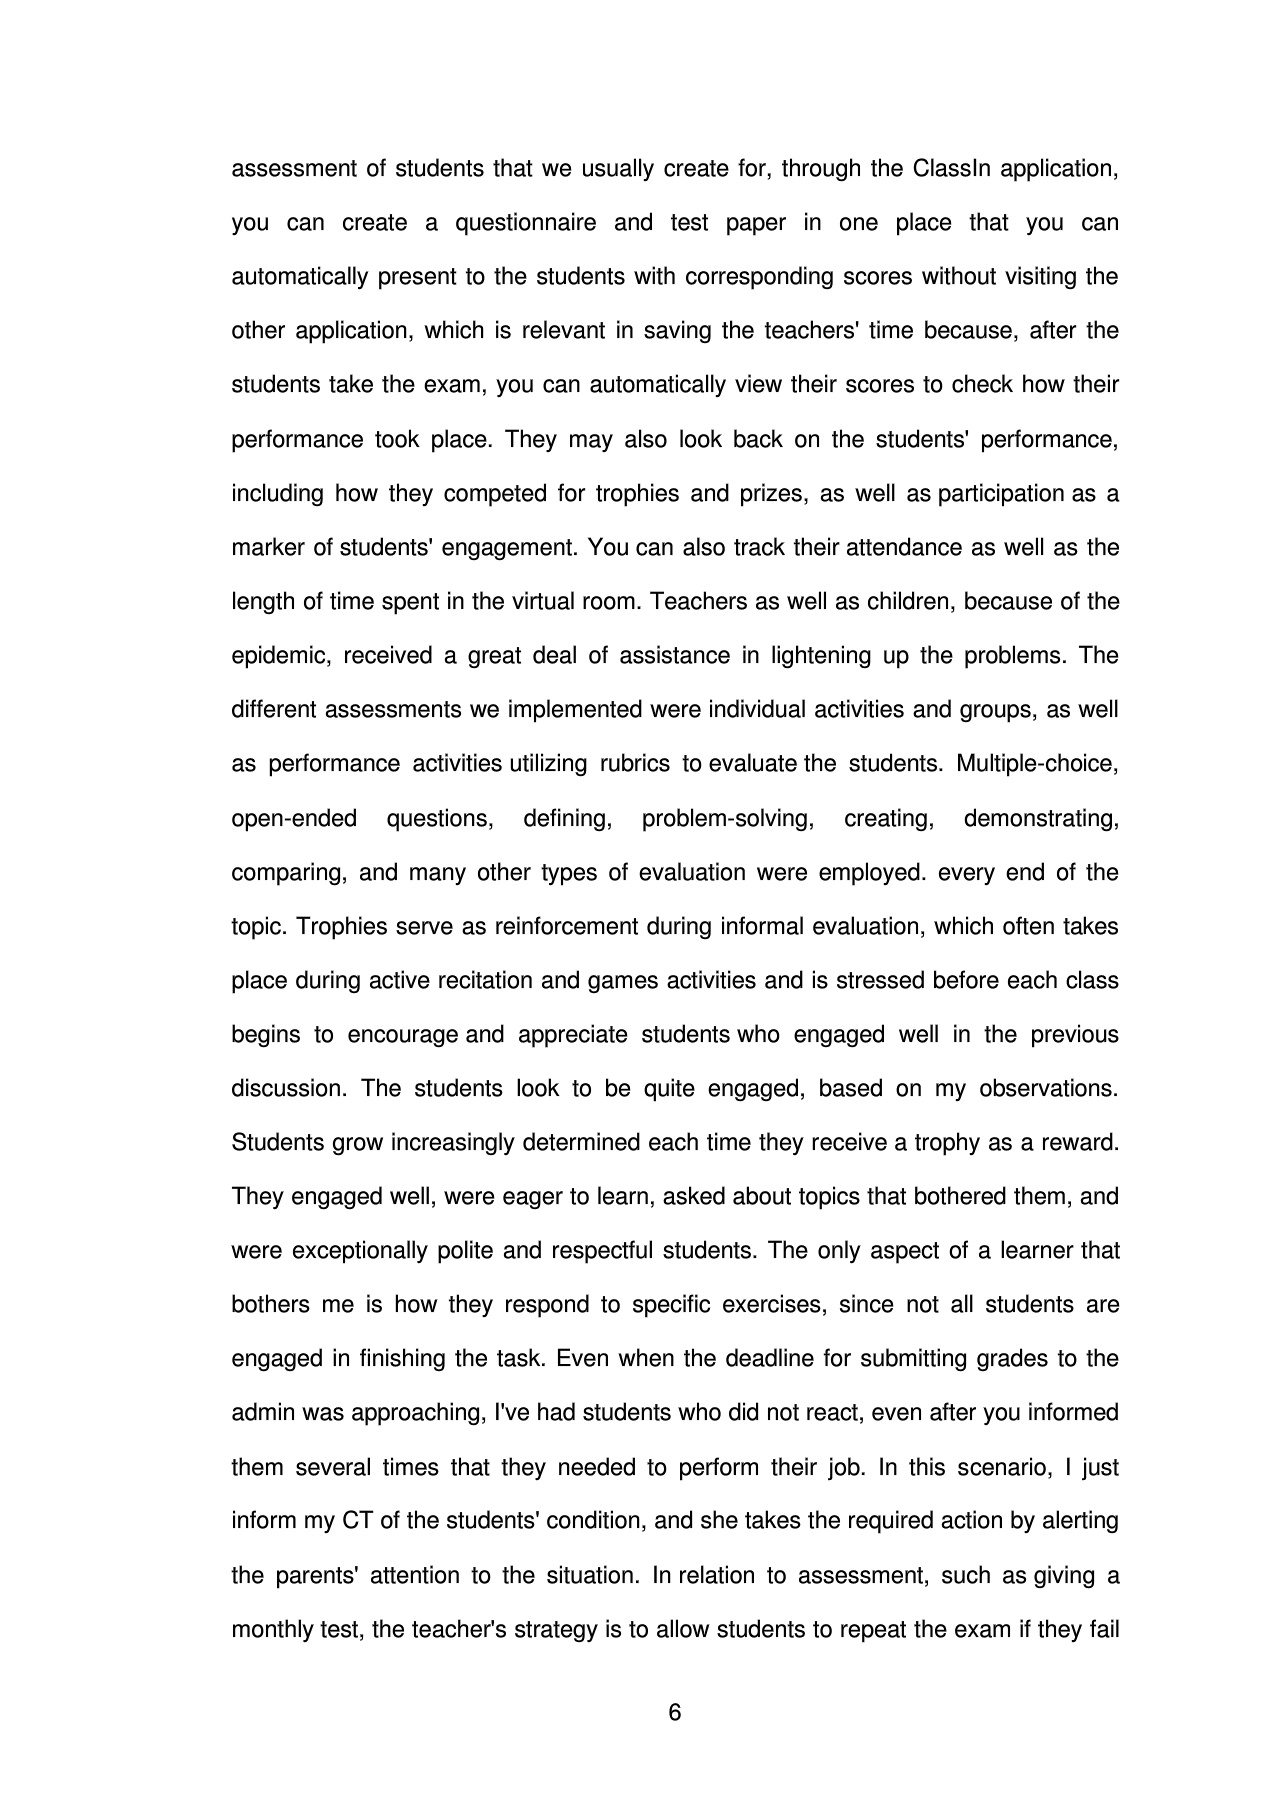 assessment of students that we usually create for, through the ClassIn application,
you can create a questionnaire and test paper in one place that you can
automatically present to the students with corresponding scores without visiting the
other application, which is relevant in saving the teachers' time because, after the
students take the exam, you can automatically view their scores to check how their
performance took place. They may also look back on the students' performance,
including how they competed for trophies and prizes, as well as participation as a
marker of students' engagement. You can also track their attendance as well as the
length of time spent in the virtual room. Teachers as well as children, because of the
epidemic, received a great deal of assistance in lightening up the problems. The
different assessments we implemented were individual activities and groups, as well
as performance activities utilizing rubrics to evaluate the students. Multiple-choice,
open-ended questions, defining, problem-solving, creating, demonstrating,
comparing, and many other types of evaluation were employed. every end of the
topic. Trophies serve as reinforcement during informal evaluation, which often takes
place during active recitation and games activities and is stressed before each class
begins to encourage and appreciate students who engaged well in the previous
discussion. The students look to be quite engaged, based on my observations.
Students grow increasingly determined each time they receive a trophy as a reward.
They engaged well, were eager to learn, asked about topics that bothered them, and
were exceptionally polite and respectful students. The only aspect of a learner that
bothers me is how they respond to specific exercises, since not all students are
engaged in finishing the task. Even when the deadline for submitting grades to the
admin was approaching, I've had students who did not react, even after you informed
them several times that they needed to perform their job. In this scenario, I just
inform my CT of the students' condition, and she takes the required action by alerting
the parents' attention to the situation. In relation to assessment, such as giving a
monthly test, the teacher's strategy is to allow students to repeat the exam if they fail
6